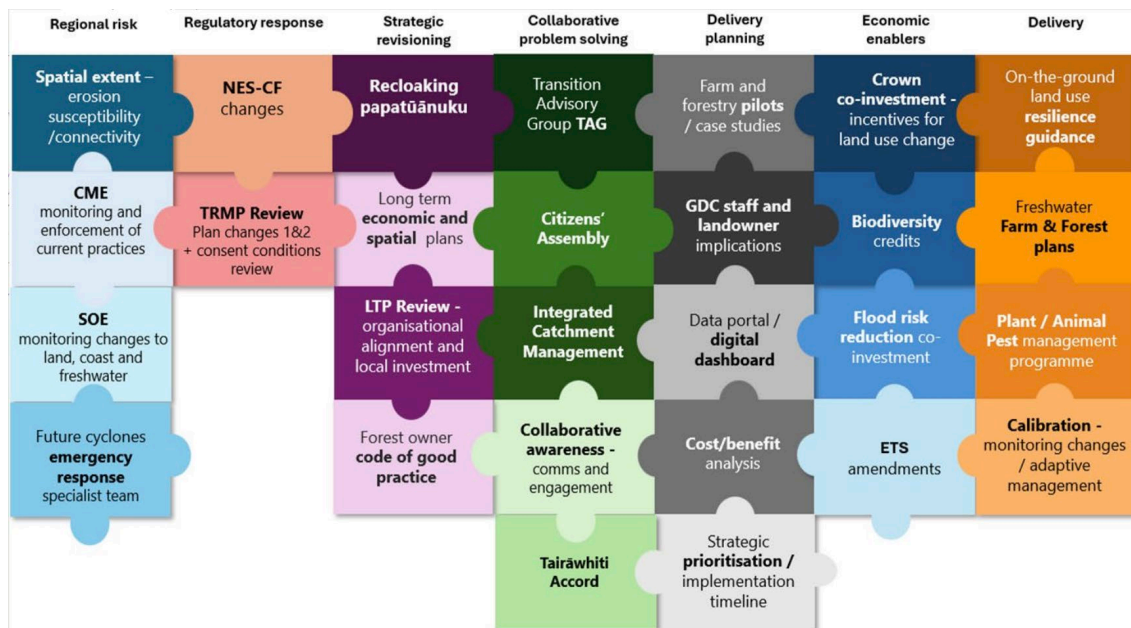 Regional risk
Regulatory response
Strategic
revisioning
Collaborative
problem solving
Delivery
planning
Economic
enablers
Delivery
Spatial extent –
erosion
susceptibility
/connectivity
NES-CF
changes
Recloaking
papatūānuku
Transition
Advisory
Group TAG
Farm and
forestry pilots
/ case studies
Crown
co-investment -
incentives for
land use change
On-the-ground
land use
resilience
guidance
CME
monitoring and
enforcement of
current practices
TRMP Review
Plan changes 1&2
+ consent conditions
review
Long term
economic and
spatial plans
Citizens'
Assembly
GDC staff and
landowner
implications
Biodiversity
credits
Freshwater
Farm & Forest
plans
SOE
monitoring changes to
land, coast and
freshwater
LTP Review -
organisational
alignment and
local investment
Integrated
Catchment
Management
Data portal /
digital
dashboard
Flood risk
reduction co-
investment
Plant / Animal
Pest management
programme
Future cyclones
emergency
response
specialist team
Forest owner
code of good
practice
Collaborative
awareness -
comms and
engagement
Cost/benefit
analysis
ETS
amendments
Calibration -
monitoring changes
/ adaptive
management
Tairāwhiti
Accord
Strategic
prioritisation /
implementation
timeline